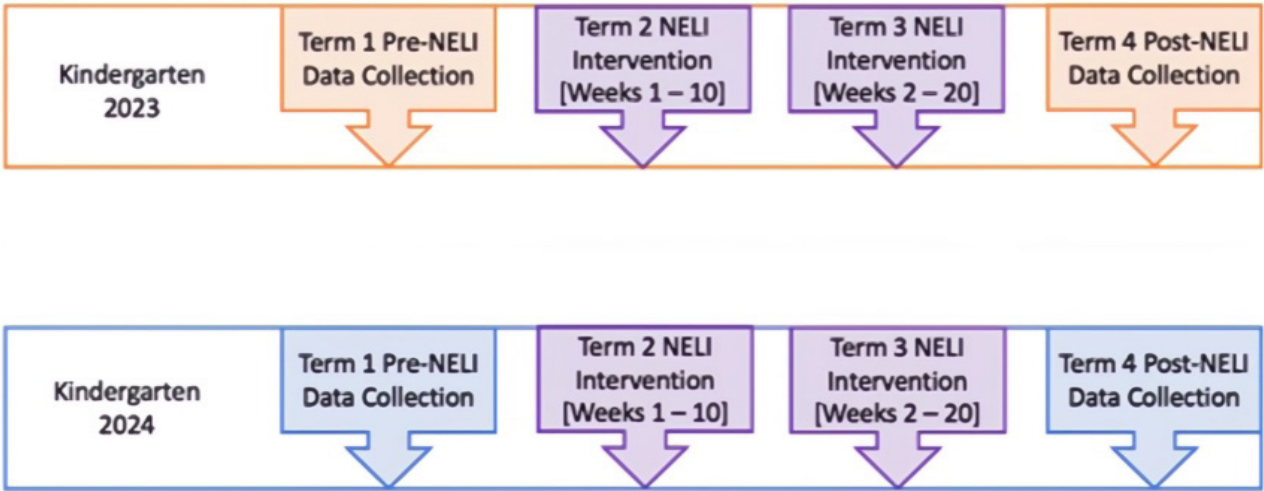 Kindergarten
2023
Term 1 Pre-NELI
Data Collection
Term 2 NELI
Intervention
[Weeks 1 – 10]
Term 3 NELI
Intervention
[Weeks 2 – 20]
Term 4 Post-NELI
Data Collection
Kindergarten
2024
Term 1 Pre-NELI
Data Collection
Term 2 NELI
Intervention
[Weeks 1 – 10]
Term 3 NELI
Intervention
[Weeks 2 – 20]
Term 4 Post-NELI
Data Collection